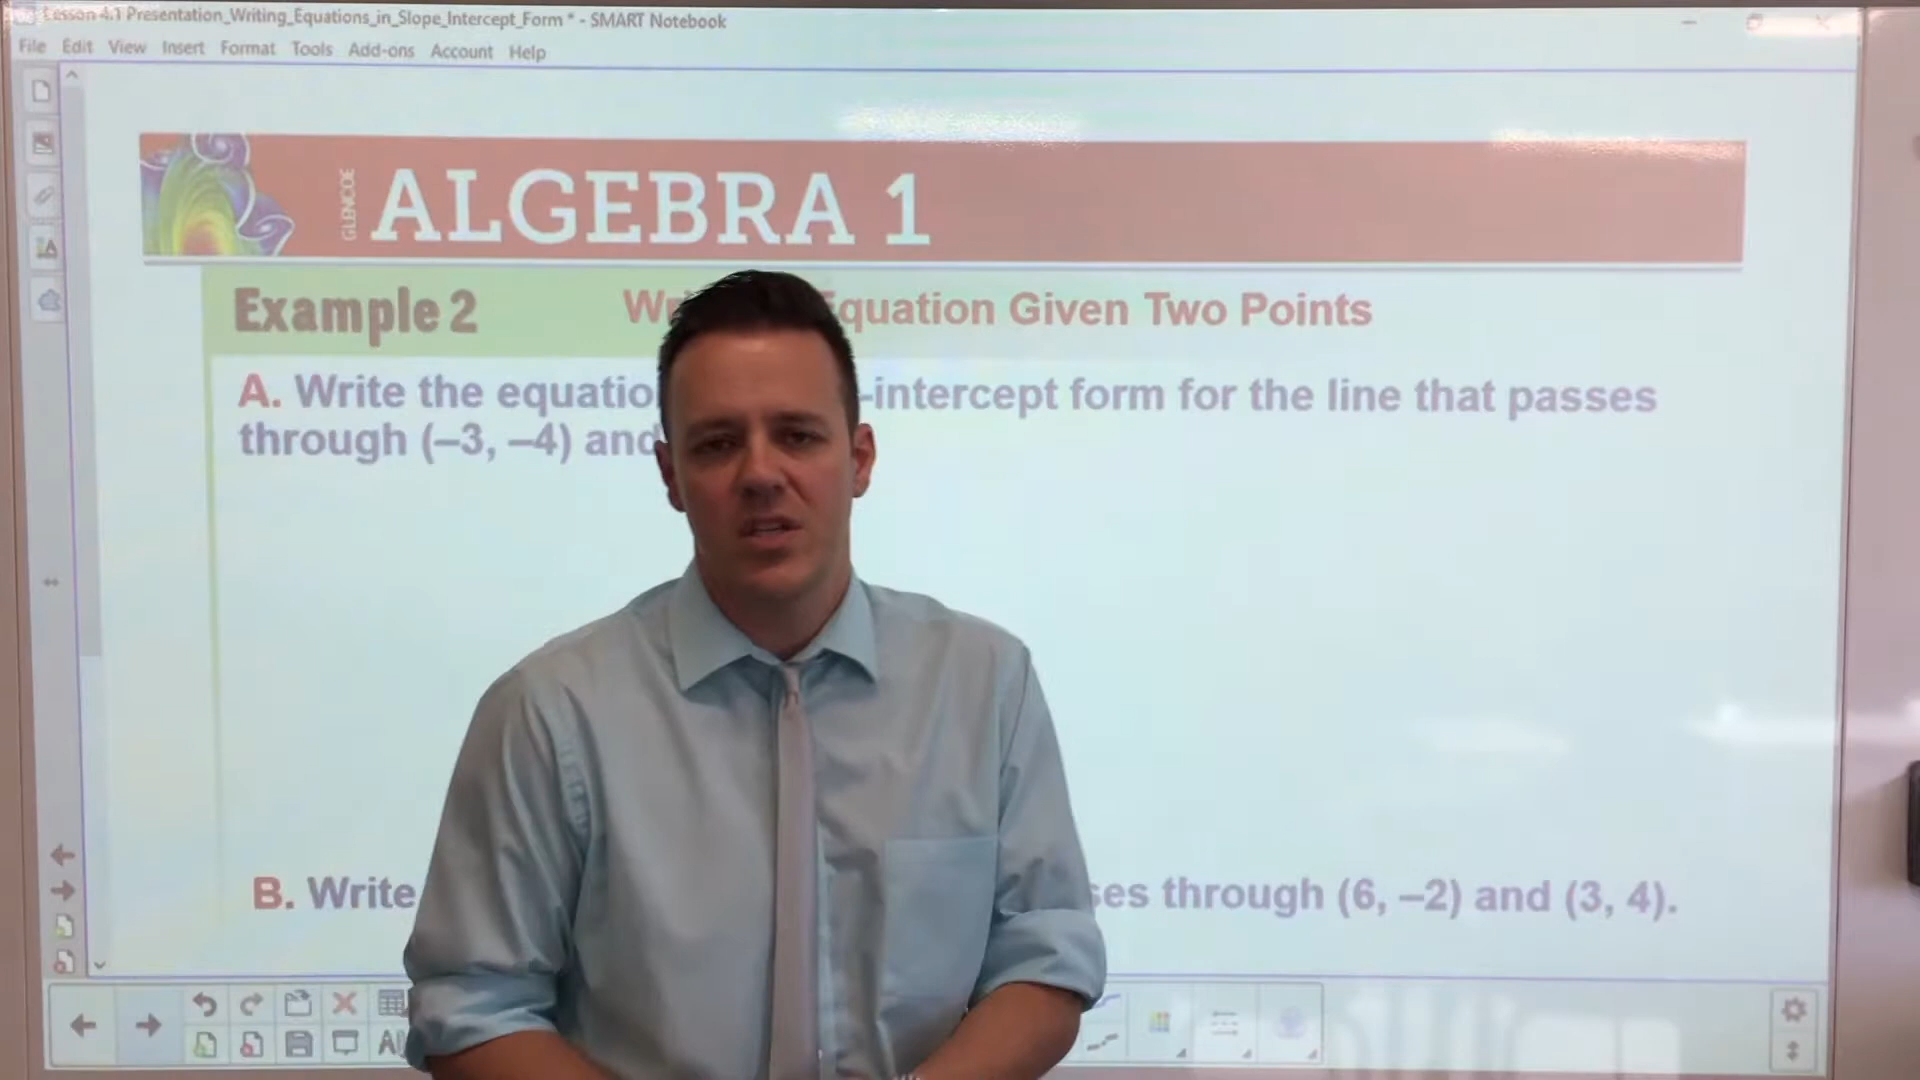 Lesson 4.1 Presentation_Writing_Equations_in_Slope_Intercept_Form * - SMART Notebook
File Edit View Insert Format Tools Add-ons Account Help
GLENCOE ALGEBRA 1
Example 2 Equation Given Two Points
A. Write the -intercept form for the line that passes
through (–3, –4) and
B. Write through (6, –2) and (3, 4).